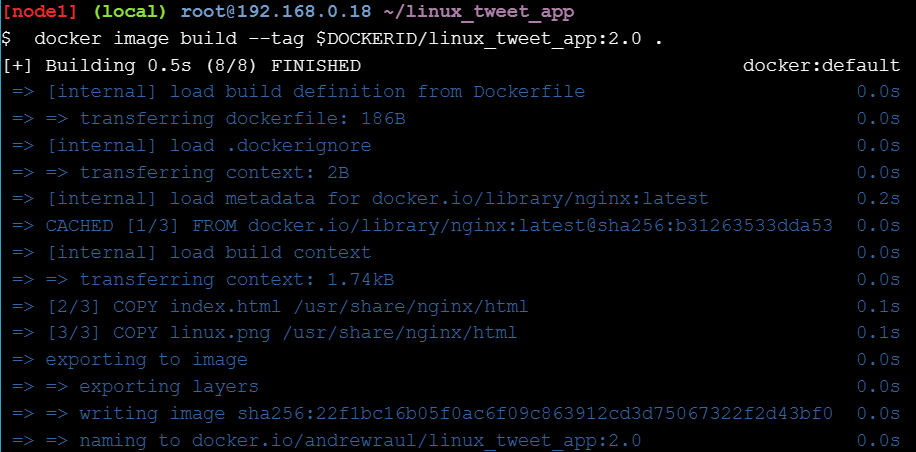 [node1] (local) root@192.168.0.18 ~/linux_tweet_app
$  docker image build --tag $DOCKERID/linux_tweet_app:2.0 .
[+] Building 0.5s (8/8) FINISHED docker:default
=> [internal] load build definition from Dockerfile 0.0s
=> => transferring dockerfile: 186B 0.0s
=> [internal] load .dockerignore 0.0s
=> => transferring context: 2B 0.0s
=> [internal] load metadata for docker.io/library/nginx:latest 0.2s
=> CACHED [1/3] FROM docker.io/library/nginx:latest@sha256:b31263533dda53 0.0s
=> [internal] load build context 0.0s
=> => transferring context: 1.74kB 0.0s
=> [2/3] COPY index.html /usr/share/nginx/html 0.1s
=> [3/3] COPY linux.png /usr/share/nginx/html 0.1s
=> exporting to image 0.0s
=> => exporting layers 0.0s
=> => writing image sha256:22f1bc16b05f0ac6f09c863912cd3d75067322f2d43bf0 0.0s
=> => naming to docker.io/andrewraul/linux_tweet_app:2.0 0.0s